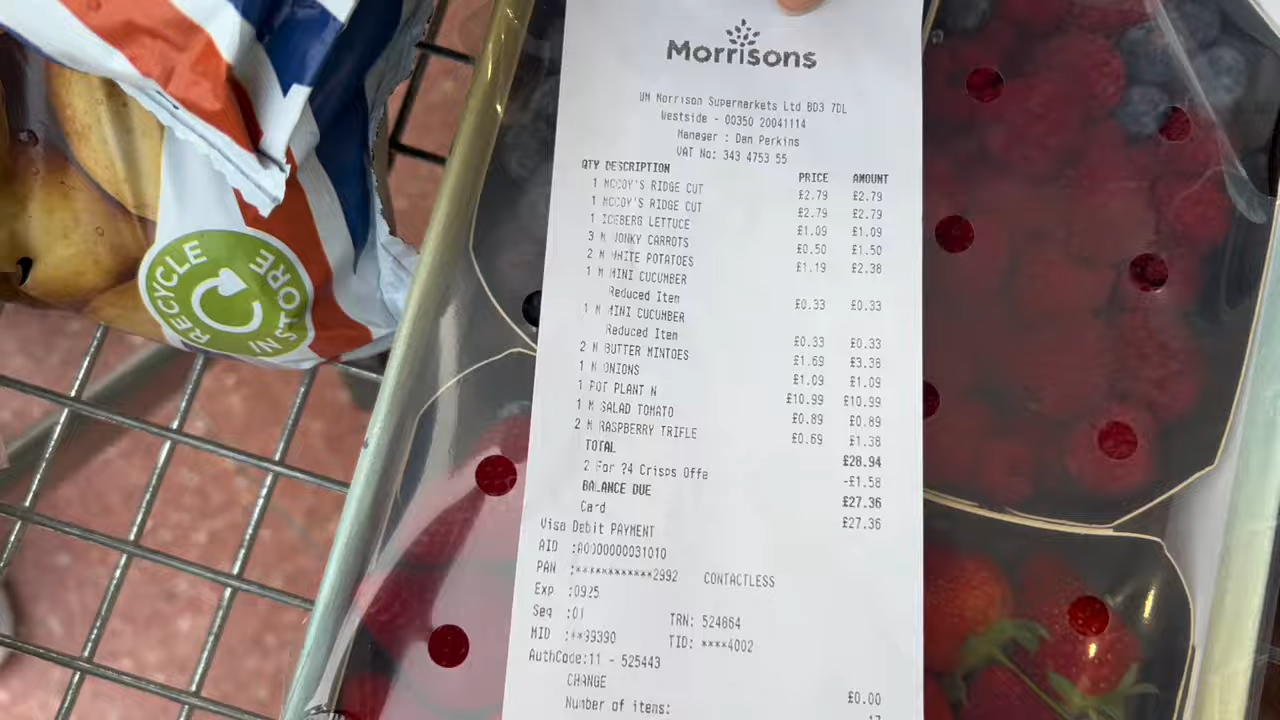 RECYCLE
IN STORE
Morrisons
WM Morrison Supermarkets Ltd BD3 7DL
Westside - 00350 20041114
Manager : Dan Perkins
VAT No: 343 4753 55
QTY DESCRIPTION PRICE AMOUNT
1 MCCOY'S RIDGE CUT £2.79 £2.79
1 MCCOY'S RIDGE CUT £2.79 £2.79
1 ICEBERG LETTUCE £1.09 £1.09
3 M WONKY CARROTS £0.50 £1.50
2 M WHITE POTATOES £1.19 £2.38
1 M MINI CUCUMBER
Reduced Item £0.33 £0.33
1 M MINI CUCUMBER
Reduced Item £0.33 £0.33
2 M BUTTER MINTOES £1.69 £3.38
1 M ONIONS £1.09 £1.09
1 POT PLANT N £10.99 £10.99
1 M SALAD TOMATO £0.89 £0.89
2 M RASPBERRY TRIFLE £0.69 £1.38
TOTAL £28.94
2 For £4 Crisps Offe -£1.58
BALANCE DUE £27.36
Card £27.36
Visa Debit PAYMENT
AID :A0000000031010
PAN :************2992 CONTACTLESS
Exp :0925
Seq :01 TRN: 524864
MID :**99390 TID: ****4002
AuthCode:11 - 525443
CHANGE £0.00
Number of items: 17